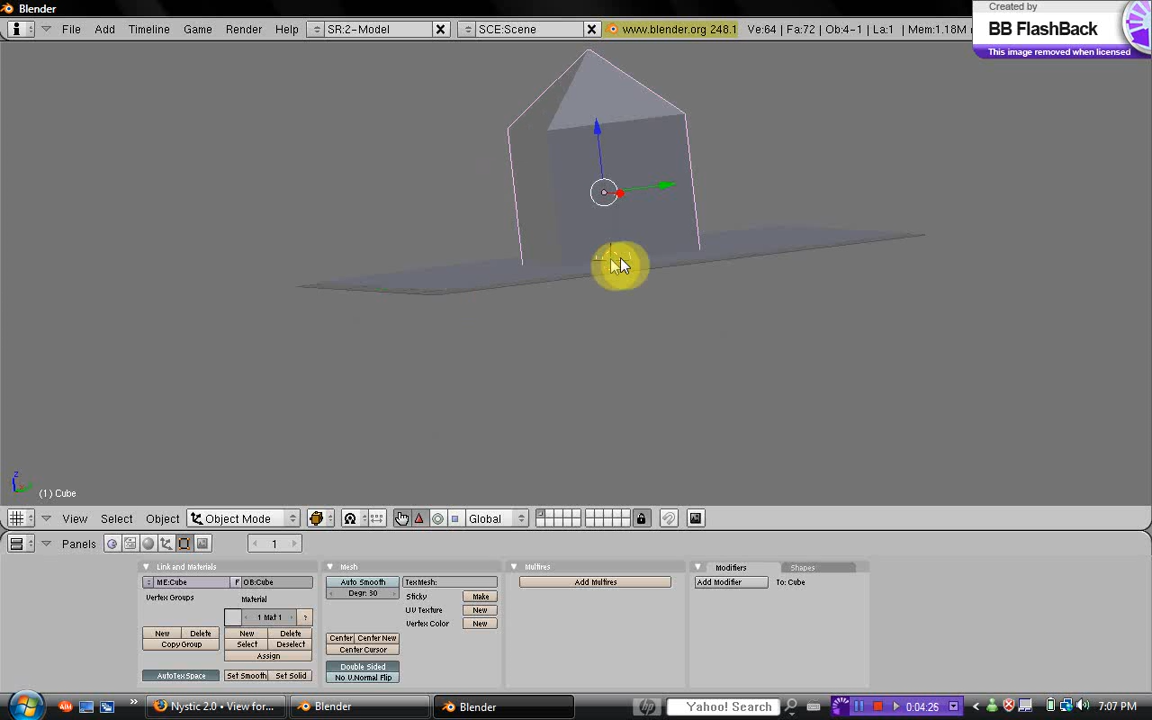 Blender
Created by
BB FlashBack
This image removed when licensed
File Add Timeline Game Render Help SR:2-Model SCE:Scene www.blender.org 248.1 Ve:64 | Fa:72 | Ob:4-1 | La:1 | Mem:1.18M
z
(1) Cube
View Select Object Object Mode Global
Panels 1
Link and Materials Mesh Multires Modifiers Shapes
ME:Cube F OB:Cube Auto Smooth TexMesh: Add Multires Add Modifier To: Cube
Vertex Groups Material Degr: 30 Sticky Make
1 Mat 1 ? UV Texture New
Vertex Color New
New Delete New Delete Center Center New
Copy Group Select Deselect Center Cursor
Assign
Double Sided
AutoTexSpace Set Smooth Set Solid No V.Normal Flip
Nystic 2.0 • View for... Blender Blender Yahoo! Search 0:04:26 7:07 PM